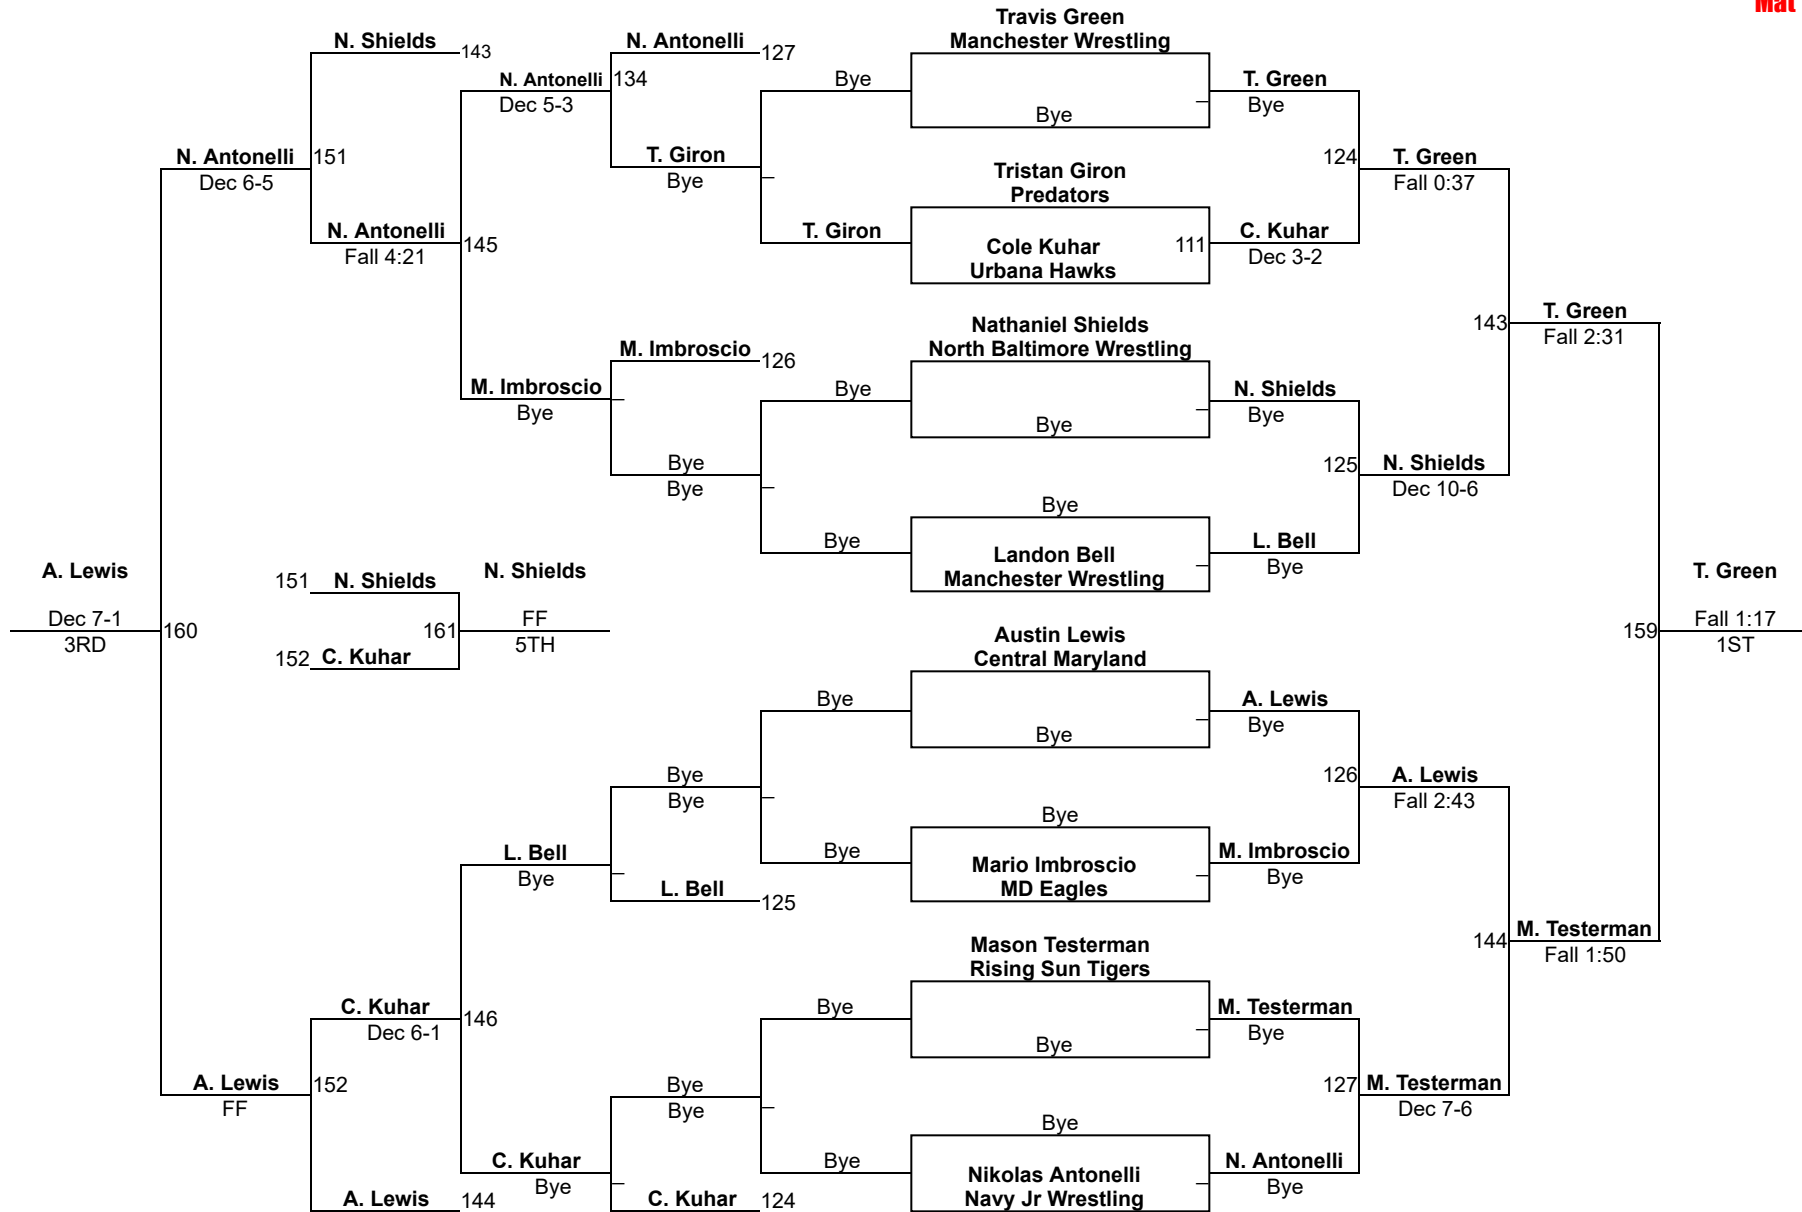 Mat
Travis Green
N. Shields
N. Antonelli
Manchester Wrestling
143
127
N. Antonelli
134
Bye
T. Green
Dec 5-3
Bye
Bye
N. Antonelli
151
T. Giron
124
T. Green
Dec 6-5
Bye
Tristan Giron
Fall 0:37
Predators
N. Antonelli
145
T. Giron
Cole Kuhar
111
C. Kuhar
Fall 4:21
Urbana Hawks
Dec 3-2
T. Green
Nathaniel Shields
143
Fall 2:31
M. Imbroscio
126
North Baltimore Wrestling
M. Imbroscio
Bye
N. Shields
Bye
Bye
Bye
Bye
125
N. Shields
Bye
Dec 10-6
Bye
Bye
Landon Bell
L. Bell
A. Lewis
151
N. Shields
N. Shields
Manchester Wrestling
Bye
T. Green
Dec 7-1
160
161
FF
159
Fall 1:17
3RD
5TH
Austin Lewis
1ST
152
C. Kuhar
Central Maryland
Bye
A. Lewis
Bye
Bye
Bye
126
A. Lewis
Bye
Fall 2:43
Bye
L. Bell
Bye
Mario Imbroscio
M. Imbroscio
Bye
MD Eagles
Bye
L. Bell
125
Mason Testerman
144
M. Testerman
Rising Sun Tigers
Fall 1:50
C. Kuhar
146
Bye
M. Testerman
Dec 6-1
Bye
Bye
A. Lewis
152
Bye
127
M. Testerman
FF
Bye
Dec 7-6
Bye
C. Kuhar
Bye
Nikolas Antonelli
N. Antonelli
Bye
Navy Jr Wrestling
Bye
A. Lewis
144
C. Kuhar
124